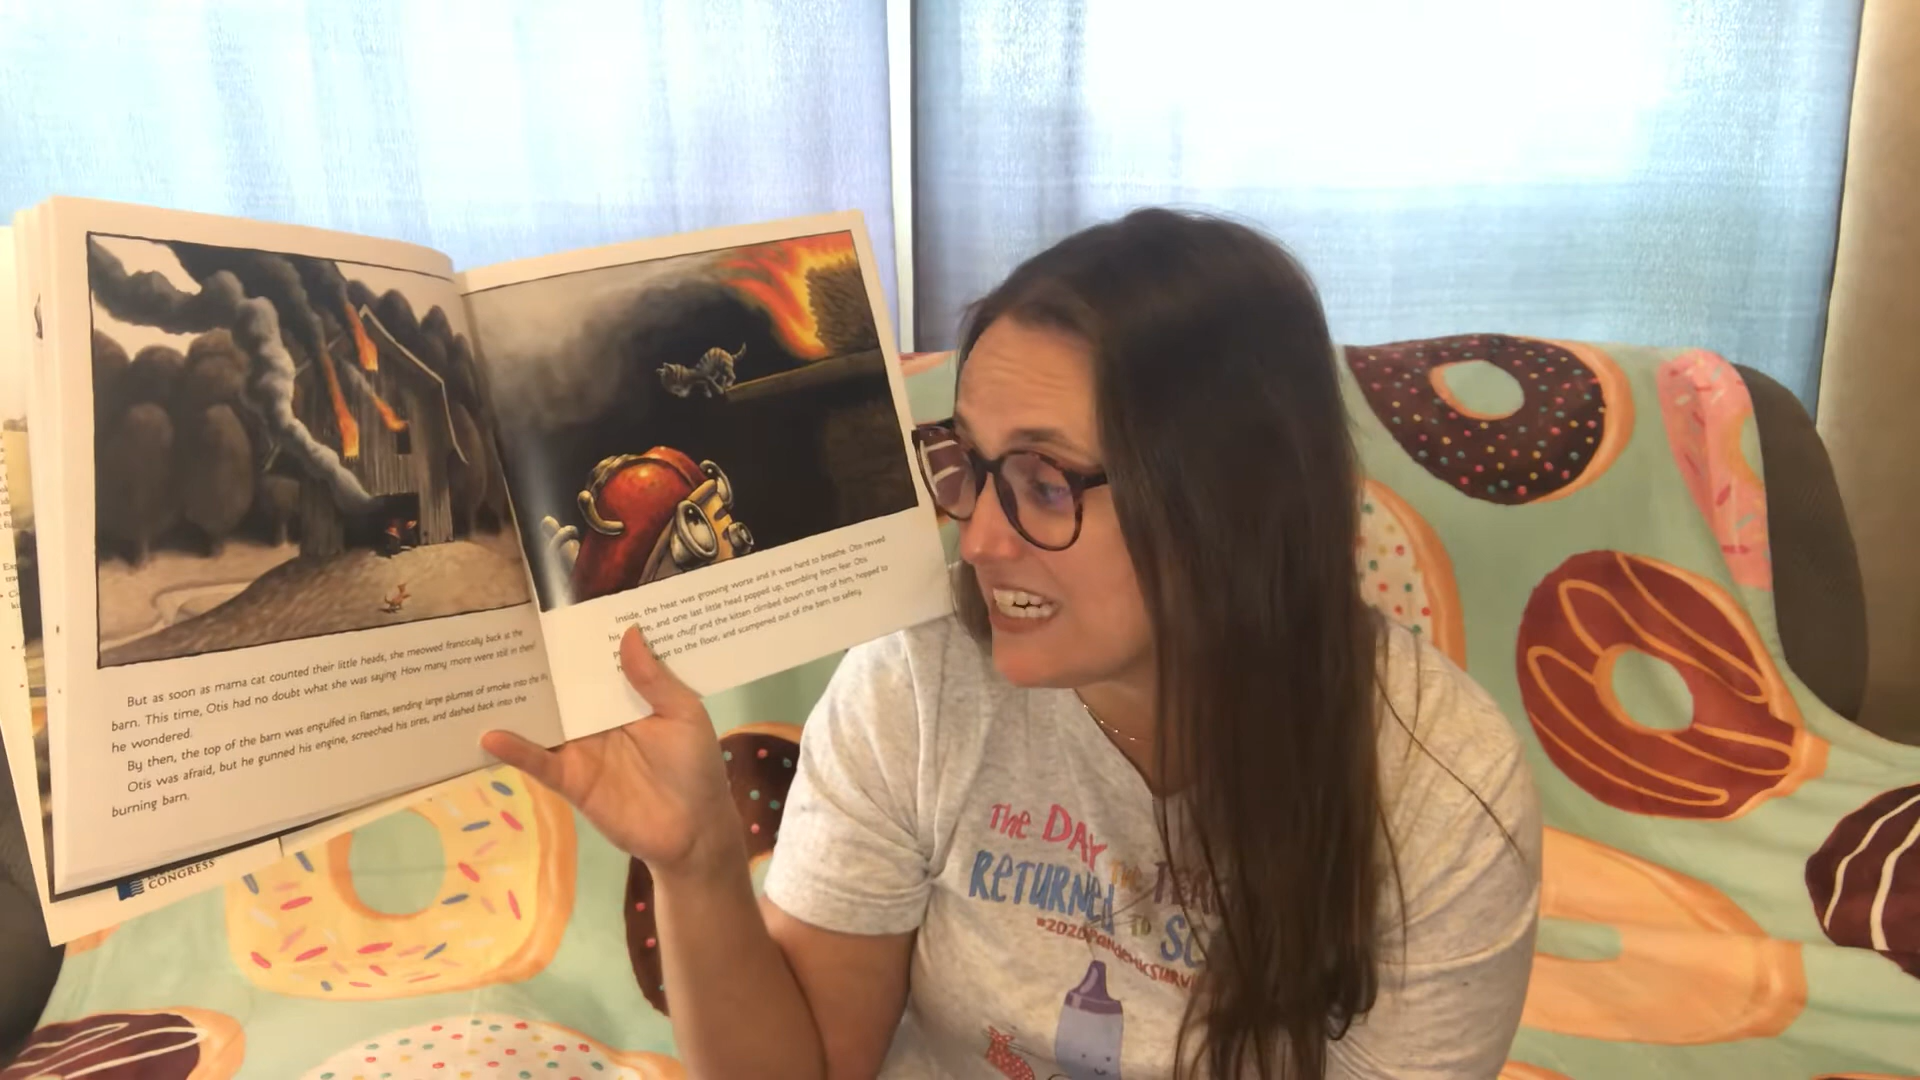 But as soon as mama cat counted their little heads, she meowed frantically back at the
barn. This time, Otis had no doubt what she was saying. How many more were still in there?
he wondered.
By then, the top of the barn was engulfed in flames, sending large plumes of smoke into the
Otis was afraid, but he gunned his engine, screeched his tires, and dashed back into the
burning barn.
Inside, the heat was growing worse and it was hard to breathe. Otis revved
his and one last little head popped up, trembling from fear. Otis
gentle chuff and the kitten climbed down on top of him, hopped to
to the floor, and scampered out of the barn to safety.
CONGRESS
The DAY THE
RETURNED TO
#2020